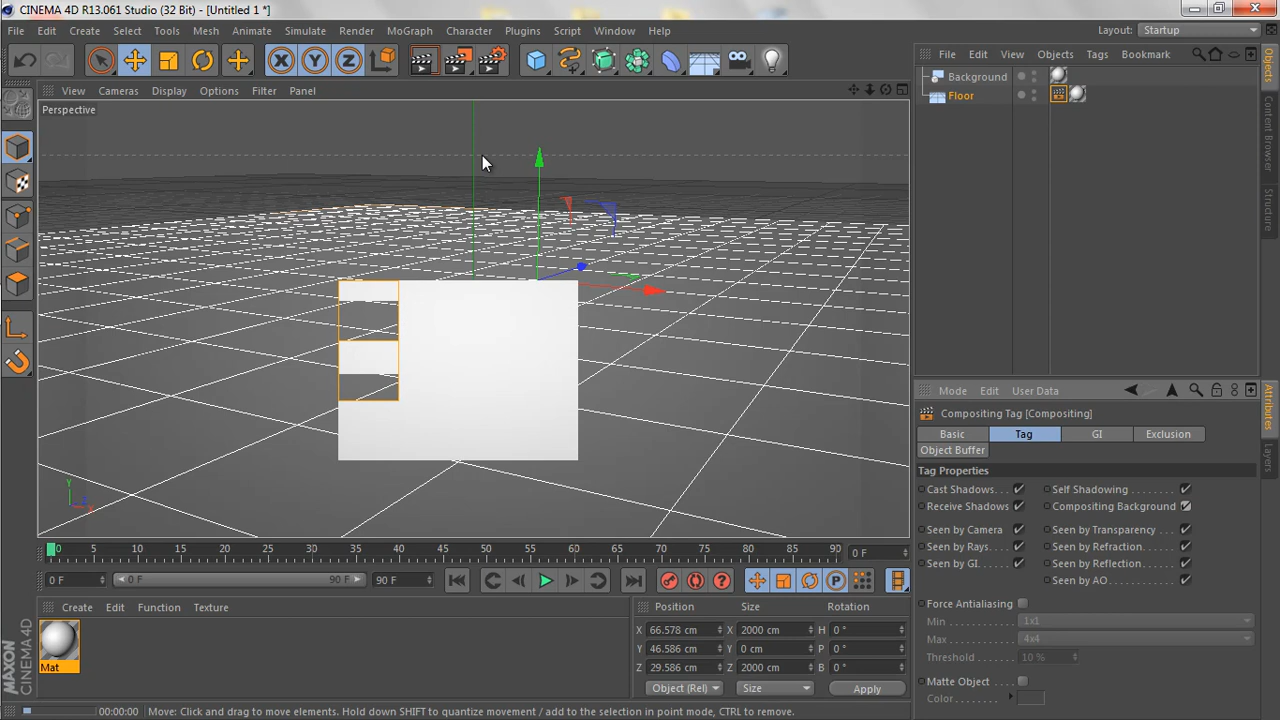 CINEMA 4D R13.061 Studio (32 Bit) - [Untitled 1 *]
File Edit Create Select Tools Mesh Animate Simulate Render MoGraph Character Plugins Script Window Help Layout: Startup
File Edit View Objects Tags Bookmark
Background
Floor
View Cameras Display Options Filter Panel
Perspective
Y
Z
X
Objects
Content Browser
Structure
Mode Edit User Data
Attributes
Layers
Compositing Tag [Compositing]
Basic Tag GI Exclusion
Object Buffer
Tag Properties
Cast Shadows... Self Shadowing
Receive Shadows Compositing Background
Seen by Camera Seen by Transparency
Seen by Rays. Seen by Refraction.
Seen by GI. Seen by Reflection.
Seen by AO
Force Antialiasing
Min 1x1
Max 4x4
Threshold 10 %
Matte Object
Color
0 5 10 15 20 25 30 35 40 45 50 55 60 65 70 75 80 85 90 0 F
0 F 0 F 90 F 90 F
Create Edit Function Texture
Mat
Position Size Rotation
X 66.578 cm X 2000 cm H 0 °
Y 46.586 cm Y 0 cm P 0 °
Z 29.586 cm Z 2000 cm B 0 °
Object (Rel) Size Apply
MAXON
CINEMA 4D
00:00:00 Move: Click and drag to move elements. Hold down SHIFT to quantize movement / add to the selection in point mode, CTRL to remove.